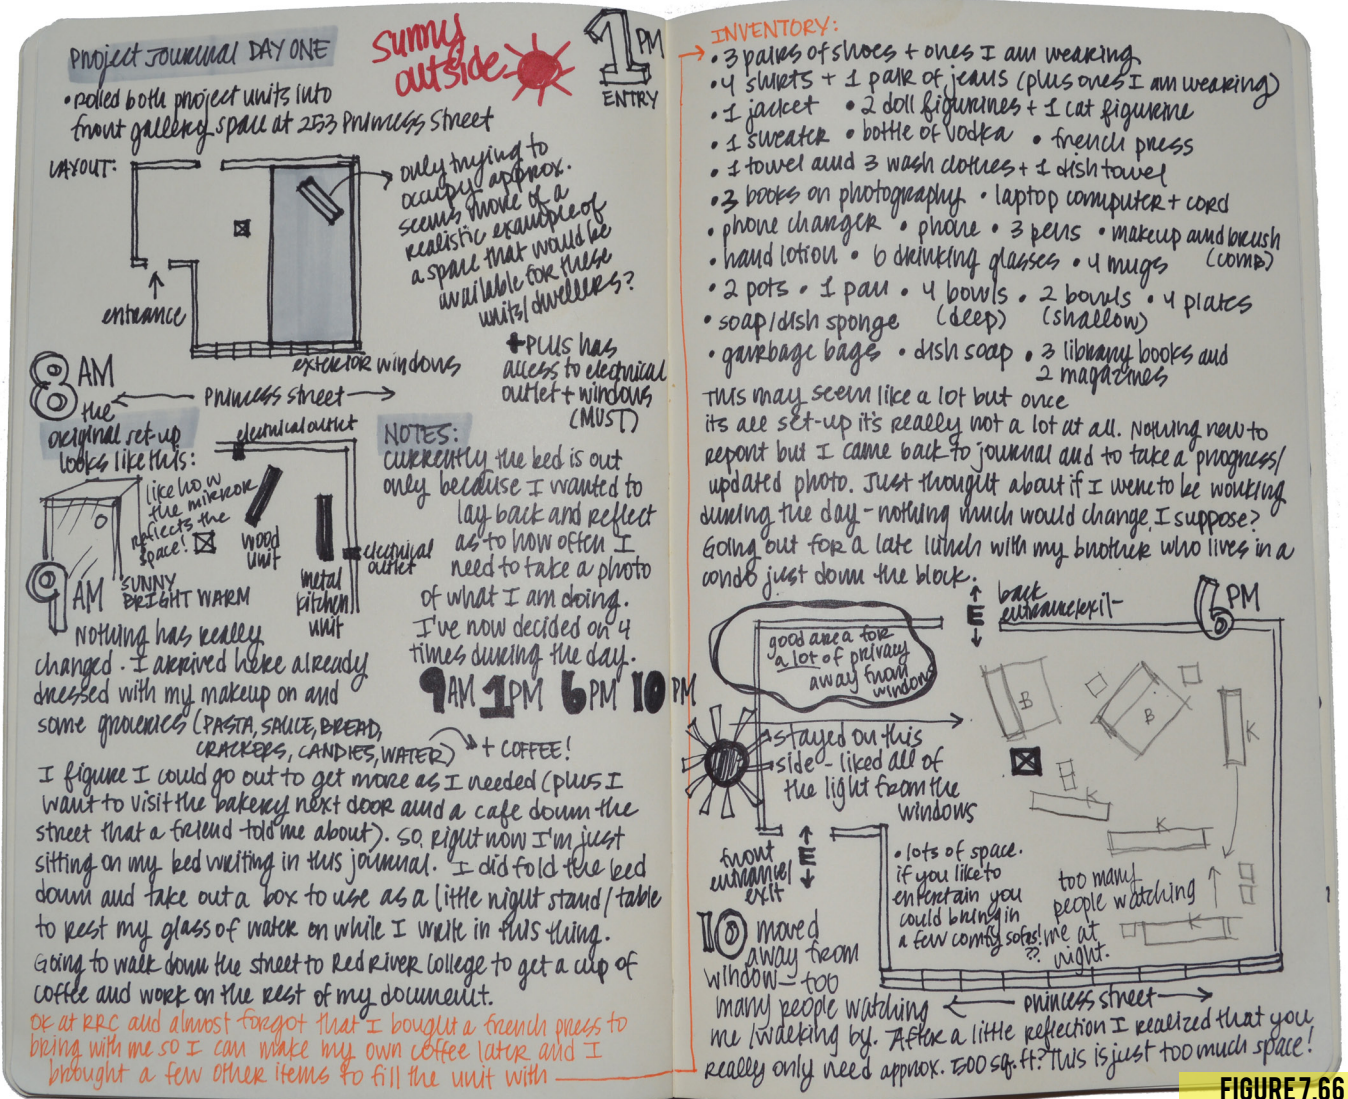 Project Journal DAY ONE
• rolled both project units into
front gallery space at 253 Princess Street
LAYOUT:
only trying to
occupy approx.
seems more of a
realistic example of
a space that would be
available for these
units/dwellers?
+PLUS has
access to electrical
outlet + windows
(MUST)
entrance
exterior windows
Princess street
8 AM
the
original set-up
looks like this:
like how
the mirror
reflects the
space!
electrical outlet
wood
unit
metal
kitchen
unit
electrical
outlet
NOTES:
currently the bed is out
only because I wanted to
lay back and reflect
as to how often I
need to take a photo
of what I am doing.
I've now decided on 4
times during the day.
9AM 1PM 6PM 10 PM
9 AM
SUNNY
BRIGHT WARM
Nothing has really
changed. I arrived here already
dressed with my makeup on and
some groceries (PASTA, SAUCE, BREAD,
CRACKERS, CANDIES, WATER)
+ COFFEE!
I figure I could go out to get more as I needed (plus I
want to visit the bakery next door and a cafe down the
street that a friend told me about). So, right now I'm just
sitting on my bed writing in this journal. I did fold the bed
down and take out a box to use as a little night stand/table
to rest my glass of water on while I write in this thing.
Going to walk down the street to Red River College to get a cup of
coffee and work on the rest of my document.
OK at RRC and almost forgot that I bought a french press to
bring with me so I can make my own coffee later and I
brought a few other items to fill the unit with
sunny
outside
1 PM
ENTRY
INVENTORY:
• 3 pairs of shoes + ones I am wearing
• 4 shirts + 1 pair of jeans (plus ones I am wearing)
• 1 jacket • 2 doll figurines + 1 cat figurine
• 1 sweater • bottle of vodka • french press
• 1 towel and 3 wash clothes + 1 dish towel
• 3 books on photography • laptop computer + cord
• phone charger • phone • 3 pens • makeup and brush
(comb)
• hand lotion • 6 drinking glasses • 4 mugs
• 2 pots • 1 pan • 4 bowls • 2 bowls • 4 plates
(deep) (shallow)
• soap/dish sponge
• garbage bags • dish soap • 3 library books and
2 magazines
This may seem like a lot but once
its all set-up it's really not a lot at all. Nothing new to
report but I came back to journal and to take a progress/
updated photo. Just thought about if I were to be working
during the day - nothing much would change, I suppose?
Going out for a late lunch with my brother who lives in a
condo just down the block.
6 PM
E
back
entrance/exit
good area for
a lot of privacy
away from
windows
stayed on this
side - liked all of
the light from the
windows
B
B
K
K
K
K
front
entrance/
exit
E
• lots of space.
if you like to
entertain you
could bring in
a few comfy sofas!
??
too many
people watching
me at
night.
Princess street
10 moved
away from
window - too
many people watching
me/walking by. After a little reflection I realized that you
really only need approx. 500 sq. ft? This is just too much space!
FIGURE 7.66